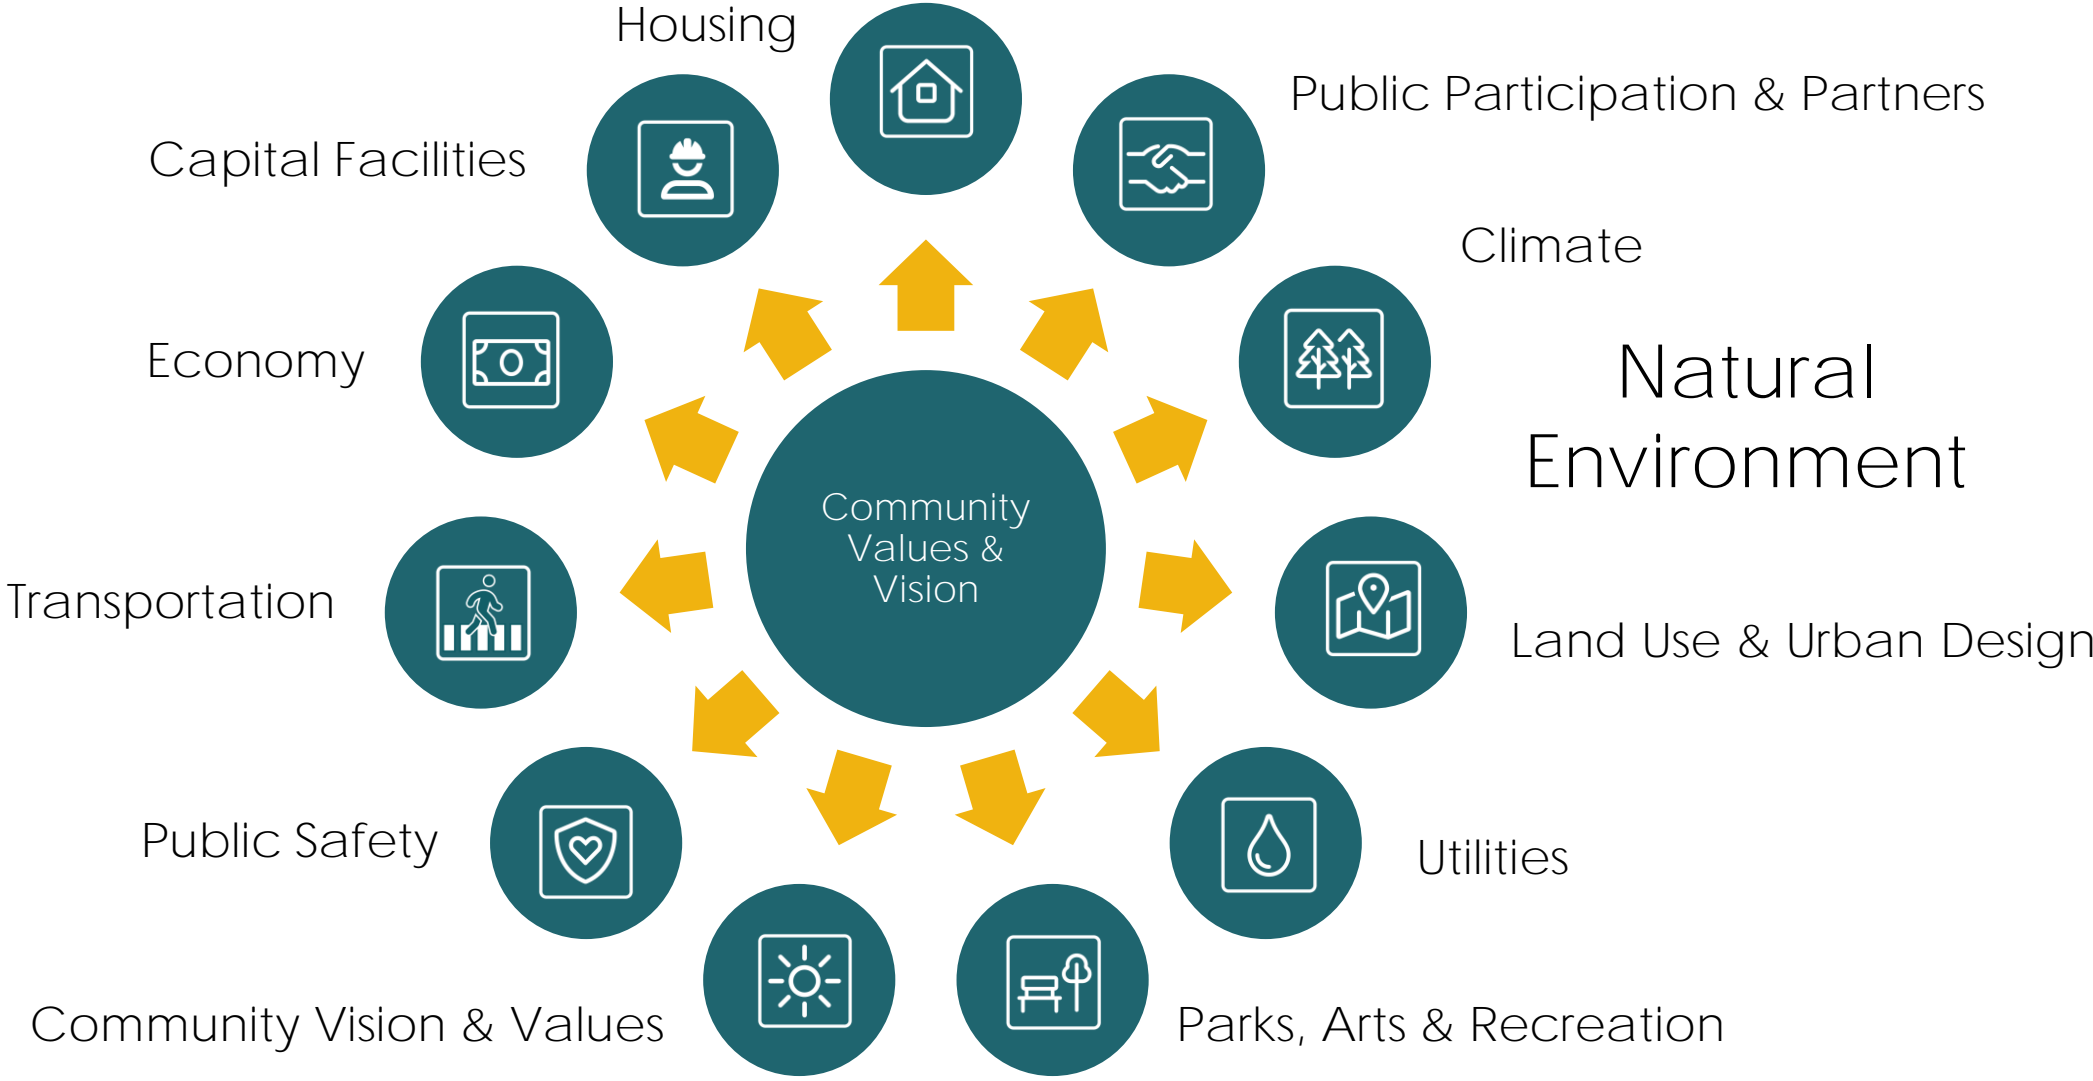 Housing
Public Participation & Partners
Capital Facilities
Climate
Economy
Natural
Environment
Community
Values &
Vision
Transportation
Land Use & Urban Design
Public Safety
Utilities
Community Vision & Values
Parks, Arts & Recreation